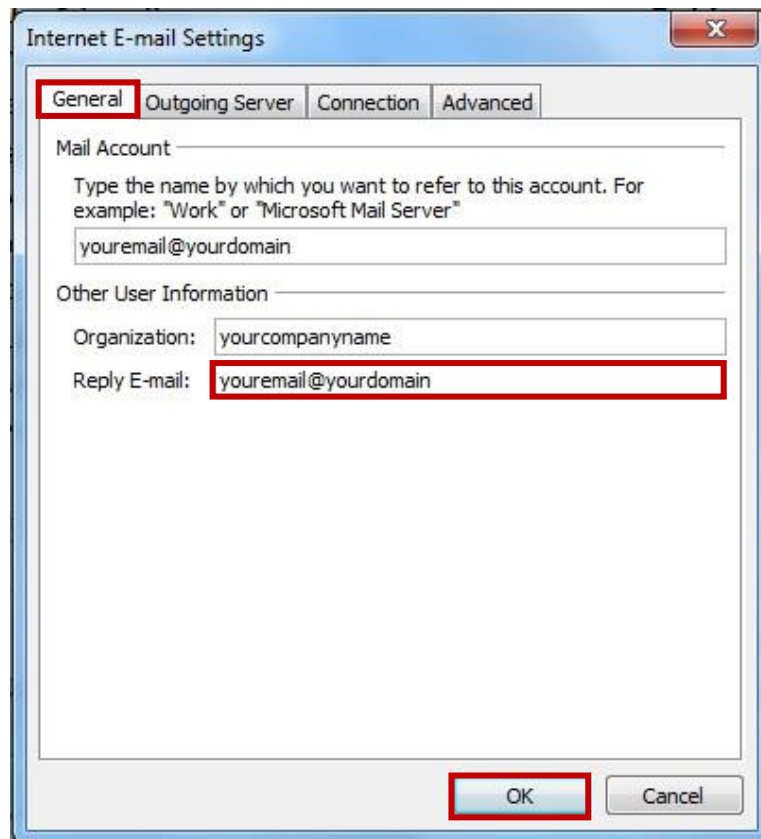 Internet E-mail Settings
General Outgoing Server Connection Advanced
Mail Account
Type the name by which you want to refer to this account. For
example: "Work" or "Microsoft Mail Server"
youremail@yourdomain
Other User Information
Organization: yourcompanyname
Reply E-mail: youremail@yourdomain
OK Cancel